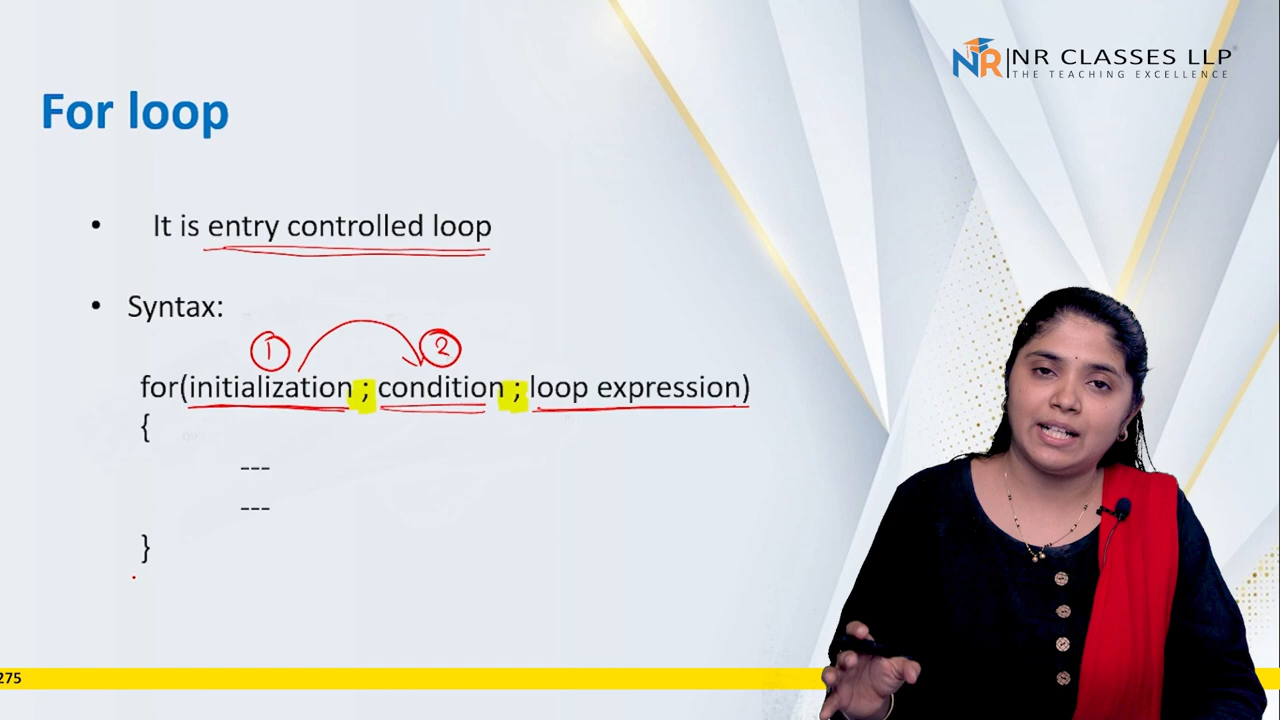 NR NR CLASSES LLP
THE TEACHING EXCELLENCE
For loop
• It is entry controlled loop
• Syntax:
1 2
for(initialization ; condition ; loop expression)
{
---
---
}
275